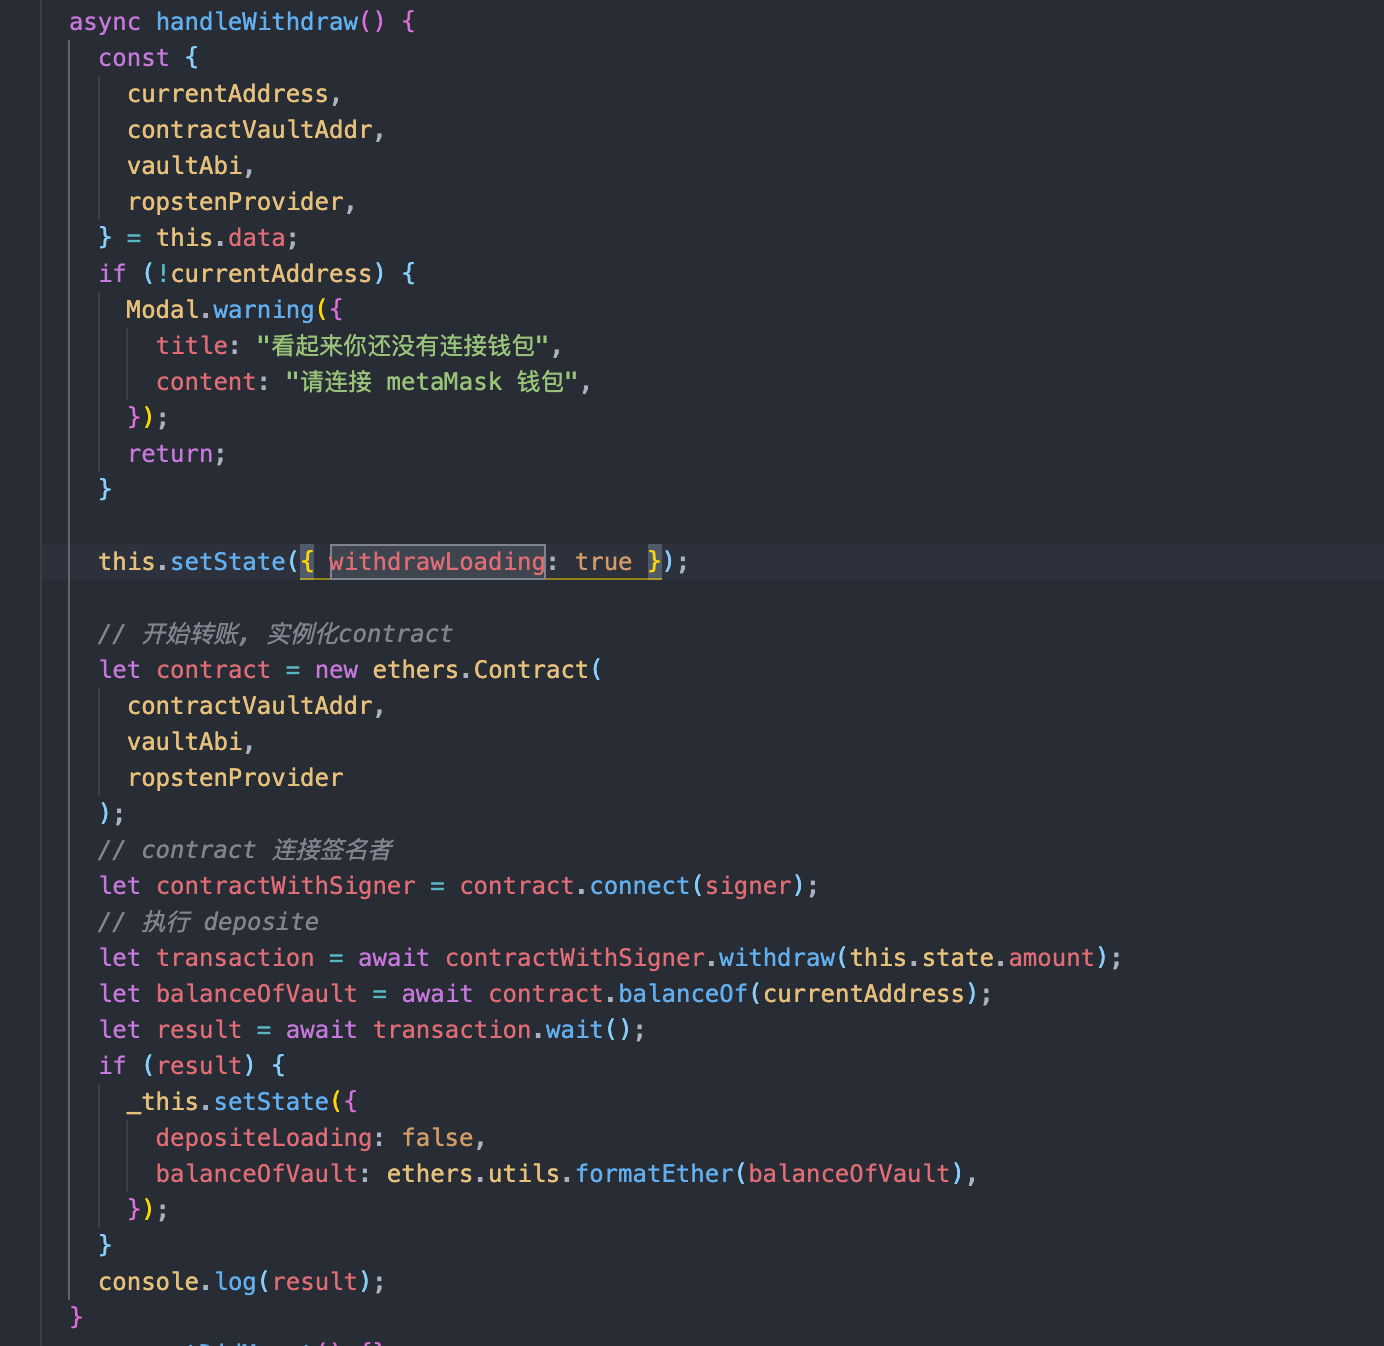 async handleWithdraw() {
const {
currentAddress,
contractVaultAddr,
vaultAbi,
ropstenProvider,
} = this.data;
if (!currentAddress) {
Modal.warning({
title: "看起来你还没有连接钱包",
content: "请连接 metaMask 钱包",
});
return;
}
this.setState({ withdrawLoading: true });
// 开始转账, 实例化contract
let contract = new ethers.Contract(
contractVaultAddr,
vaultAbi,
ropstenProvider
);
// contract 连接签名者
let contractWithSigner = contract.connect(signer);
// 执行 deposite
let transaction = await contractWithSigner.withdraw(this.state.amount);
let balanceOfVault = await contract.balanceOf(currentAddress);
let result = await transaction.wait();
if (result) {
_this.setState({
depositeLoading: false,
balanceOfVault: ethers.utils.formatEther(balanceOfVault),
});
}
console.log(result);
}